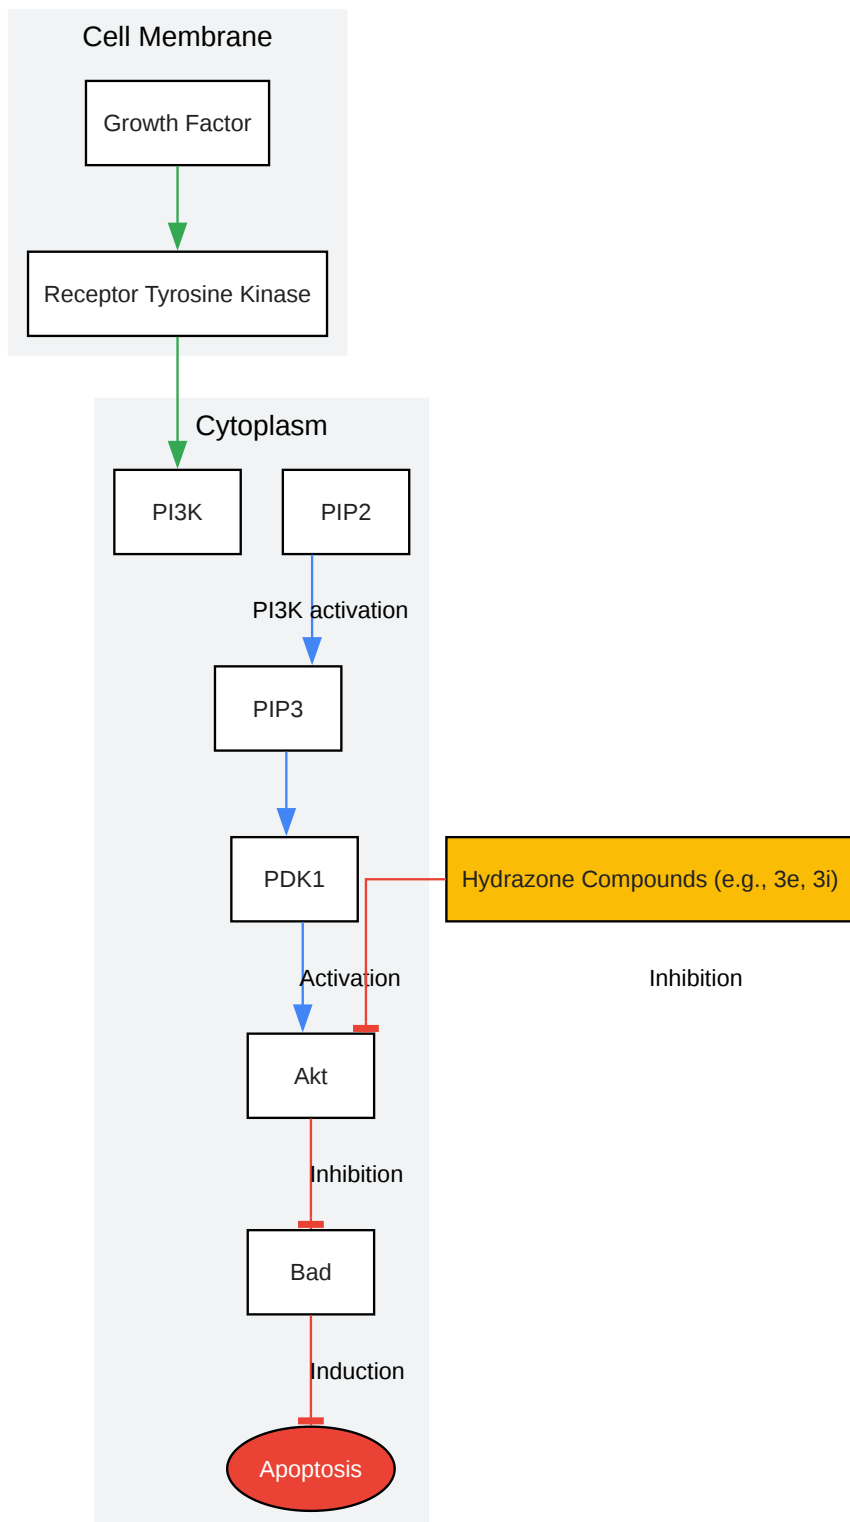 Cell Membrane
Growth Factor
Receptor Tyrosine Kinase
Cytoplasm
PI3K
PIP2
PI3K activation
PIP3
PDK1
Hydrazone Compounds (e.g., 3e, 3i)
Activation
Inhibition
Akt
Inhibition
Bad
Induction
Apoptosis